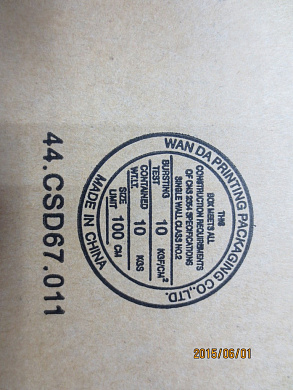 WAN DA PRINTING PACKAGING CO.,LTD.
THIS
BOX MEETS ALL
CONSTRUCTION REQUIREMENTS
OF CNS 2354 SPECIFICATIONS
SINGLE WALL CLASS NO.2
BURSTING TEST 10 KGF/CM²
CONTAINED WT.LT. 10 KGS
SIZE LIMIT 100 CM
MADE IN CHINA
44.CSD67.011
2015/06/01